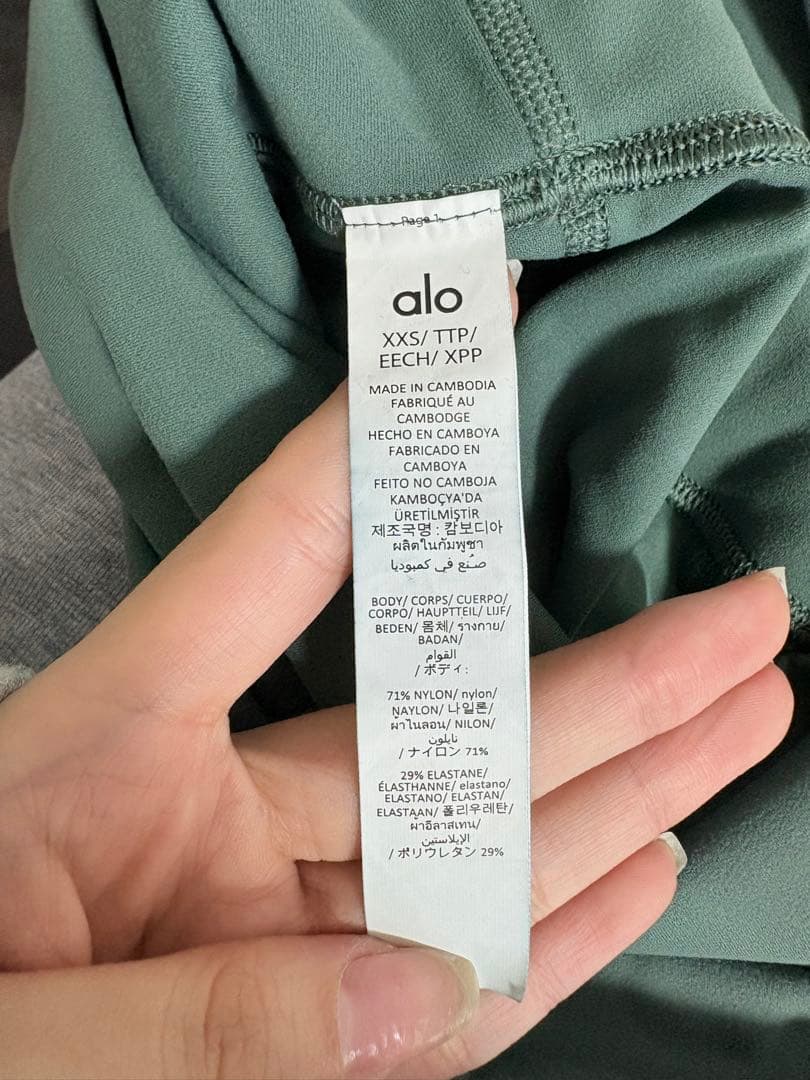 Page 1
alo
XXS/ TTP/
EECH/ XPP
MADE IN CAMBODIA
FABRIQUÉ AU
CAMBODGE
HECHO EN CAMBOYA
FABRICADO EN
CAMBOYA
FEITO NO CAMBOJA
KAMBOÇYA'DA
ÜRETİLMİŞTİR
제조국명 : 캄보디아
ผลิตในกัมพูชา
صُنع في كمبوديا
BODY/ CORPS/ CUERPO/
CORPO/ HAUPTTEIL/ LIJF/
BEDEN/ 몸체/ รางกาย/
BADAN/
القوام
/ ボディ:
71% NYLON/ nylon/
NAYLON/ 나일론/
ผ้าไนลอน/ NILON/
نايلون
/ ナイロン 71%
29% ELASTANE/
ÉLASTHANNE/ elastano/
ELASTANO/ ELASTAN/
ELASTAAN/ 폴리우레탄/
ผ้าอีลาสเทน/
الإيلاستين
/ ポリウレタン 29%